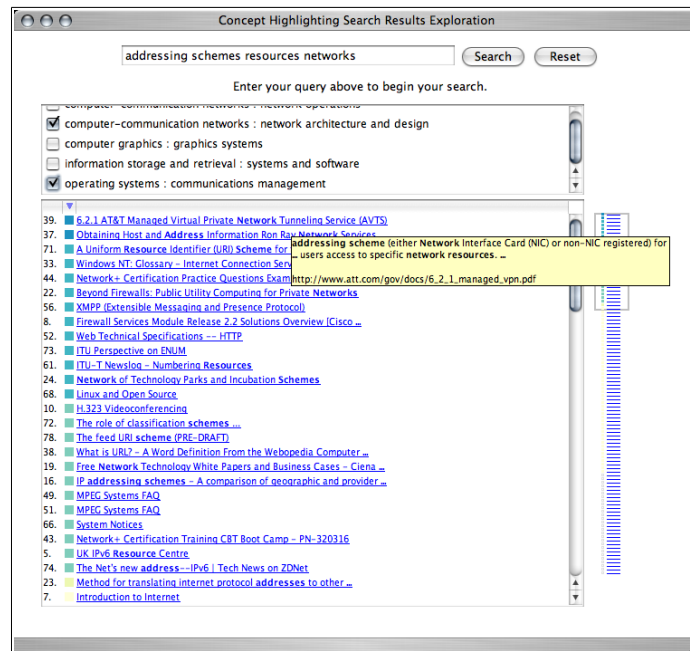 Concept Highlighting Search Results Exploration
addressing schemes resources networks
Search
Reset
Enter your query above to begin your search.
computer-communication networks : network operations
computer-communication networks : network architecture and design
computer graphics : graphics systems
information storage and retrieval : systems and software
operating systems : communications management
39. 6.2.1 AT&T Managed Virtual Private Network Tunneling Service (AVTS)
37. Obtaining Host and Address Information Ron Ray Network Services
71. A Uniform Resource Identifier (URI) Scheme for
addressing scheme (either Network Interface Card (NIC) or non-NIC registered) for
... users access to specific network resources. ...
http://www.att.com/gov/docs/6_2_1_managed_vpn.pdf
33. Windows NT: Glossary - Internet Connection Serv
44. Network+ Certification Practice Questions Exam
22. Beyond Firewalls: Public Utility Computing for Private Networks
56. XMPP (Extensible Messaging and Presence Protocol)
8. Firewall Services Module Release 2.2 Solutions Overview [Cisco ...
52. Web Technical Specifications -- HTTP
73. ITU Perspective on ENUM
61. ITU-T Newslog - Numbering Resources
24. Network of Technology Parks and Incubation Schemes
68. Linux and Open Source
10. H.323 Videoconferencing
72. The role of classification schemes ...
78. The feed URI scheme (PRE-DRAFT)
38. What is URL? - A Word Definition From the Webopedia Computer ...
19. Free Network Technology White Papers and Business Cases - Ciena ...
16. IP addressing schemes - A comparison of geographic and provider ...
49. MPEG Systems FAQ
51. MPEG Systems FAQ
66. System Notices
43. Network+ Certification Training CBT Boot Camp - PN-320316
5. UK IPv6 Resource Centre
74. The Net's new address--IPv6 | Tech News on ZDNet
23. Method for translating internet protocol addresses to other ...
7. Introduction to Internet